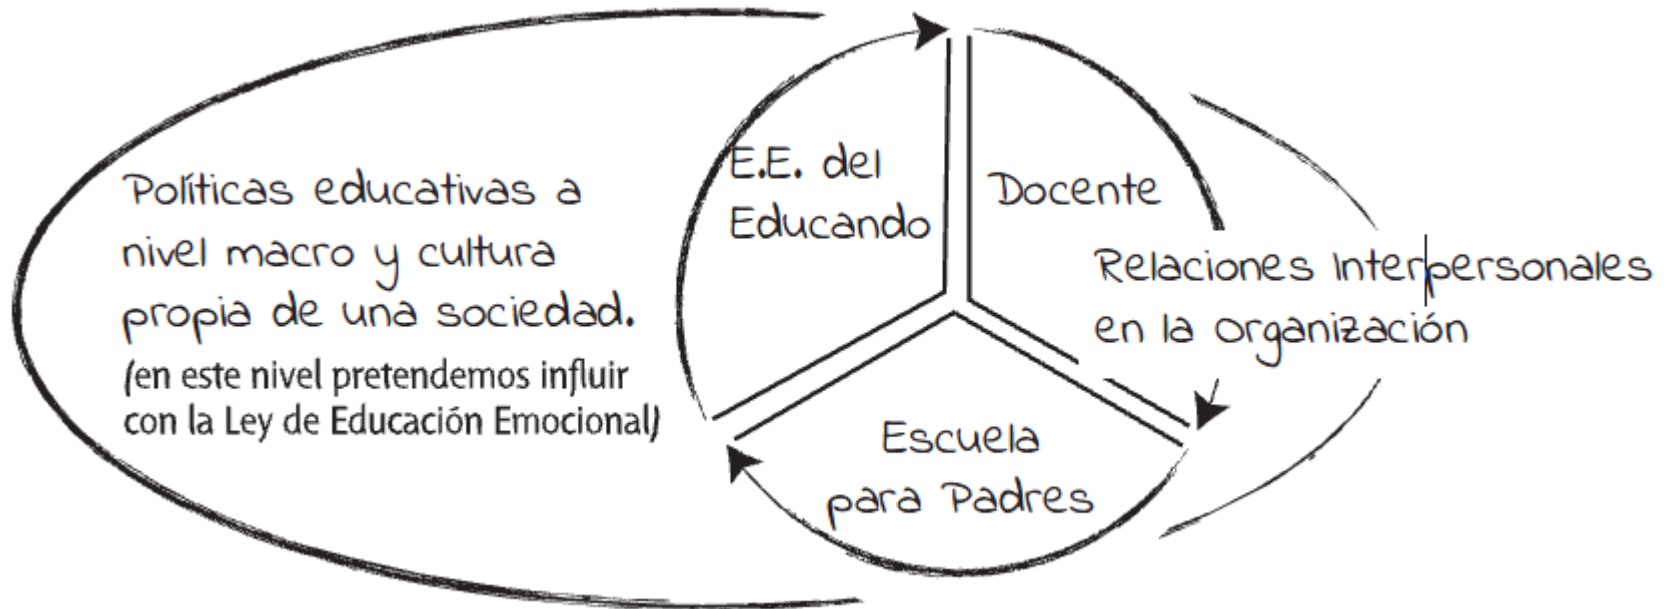 Políticas educativas a
nivel macro y cultura
propia de una sociedad.
(en este nivel pretendemos influir
con la Ley de Educación Emocional)
E.E. del
Educando
Docente
Relaciones Interpersonales
en la Organización
Escuela
para Padres